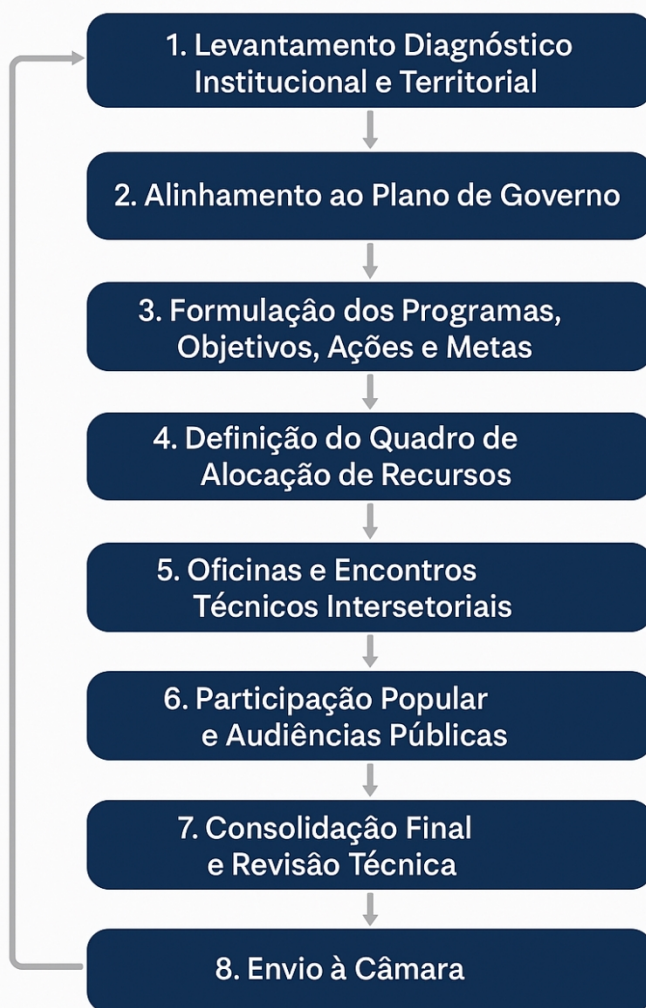 1. Levantamento Diagnóstico
Institucional e Territorial
2. Alinhamento ao Plano de Governo
3. Formulaçâo dos Programas,
Objetivos, Ações e Metas
4. Definição do Quadro de
Alocação de Recursos
5. Oficinas e Encontros
Técnicos Intersetoriais
6. Participação Popular
e Audiências Públicas
7. Consolidação Final
e Revisâo Técnica
8. Envio à Câmara